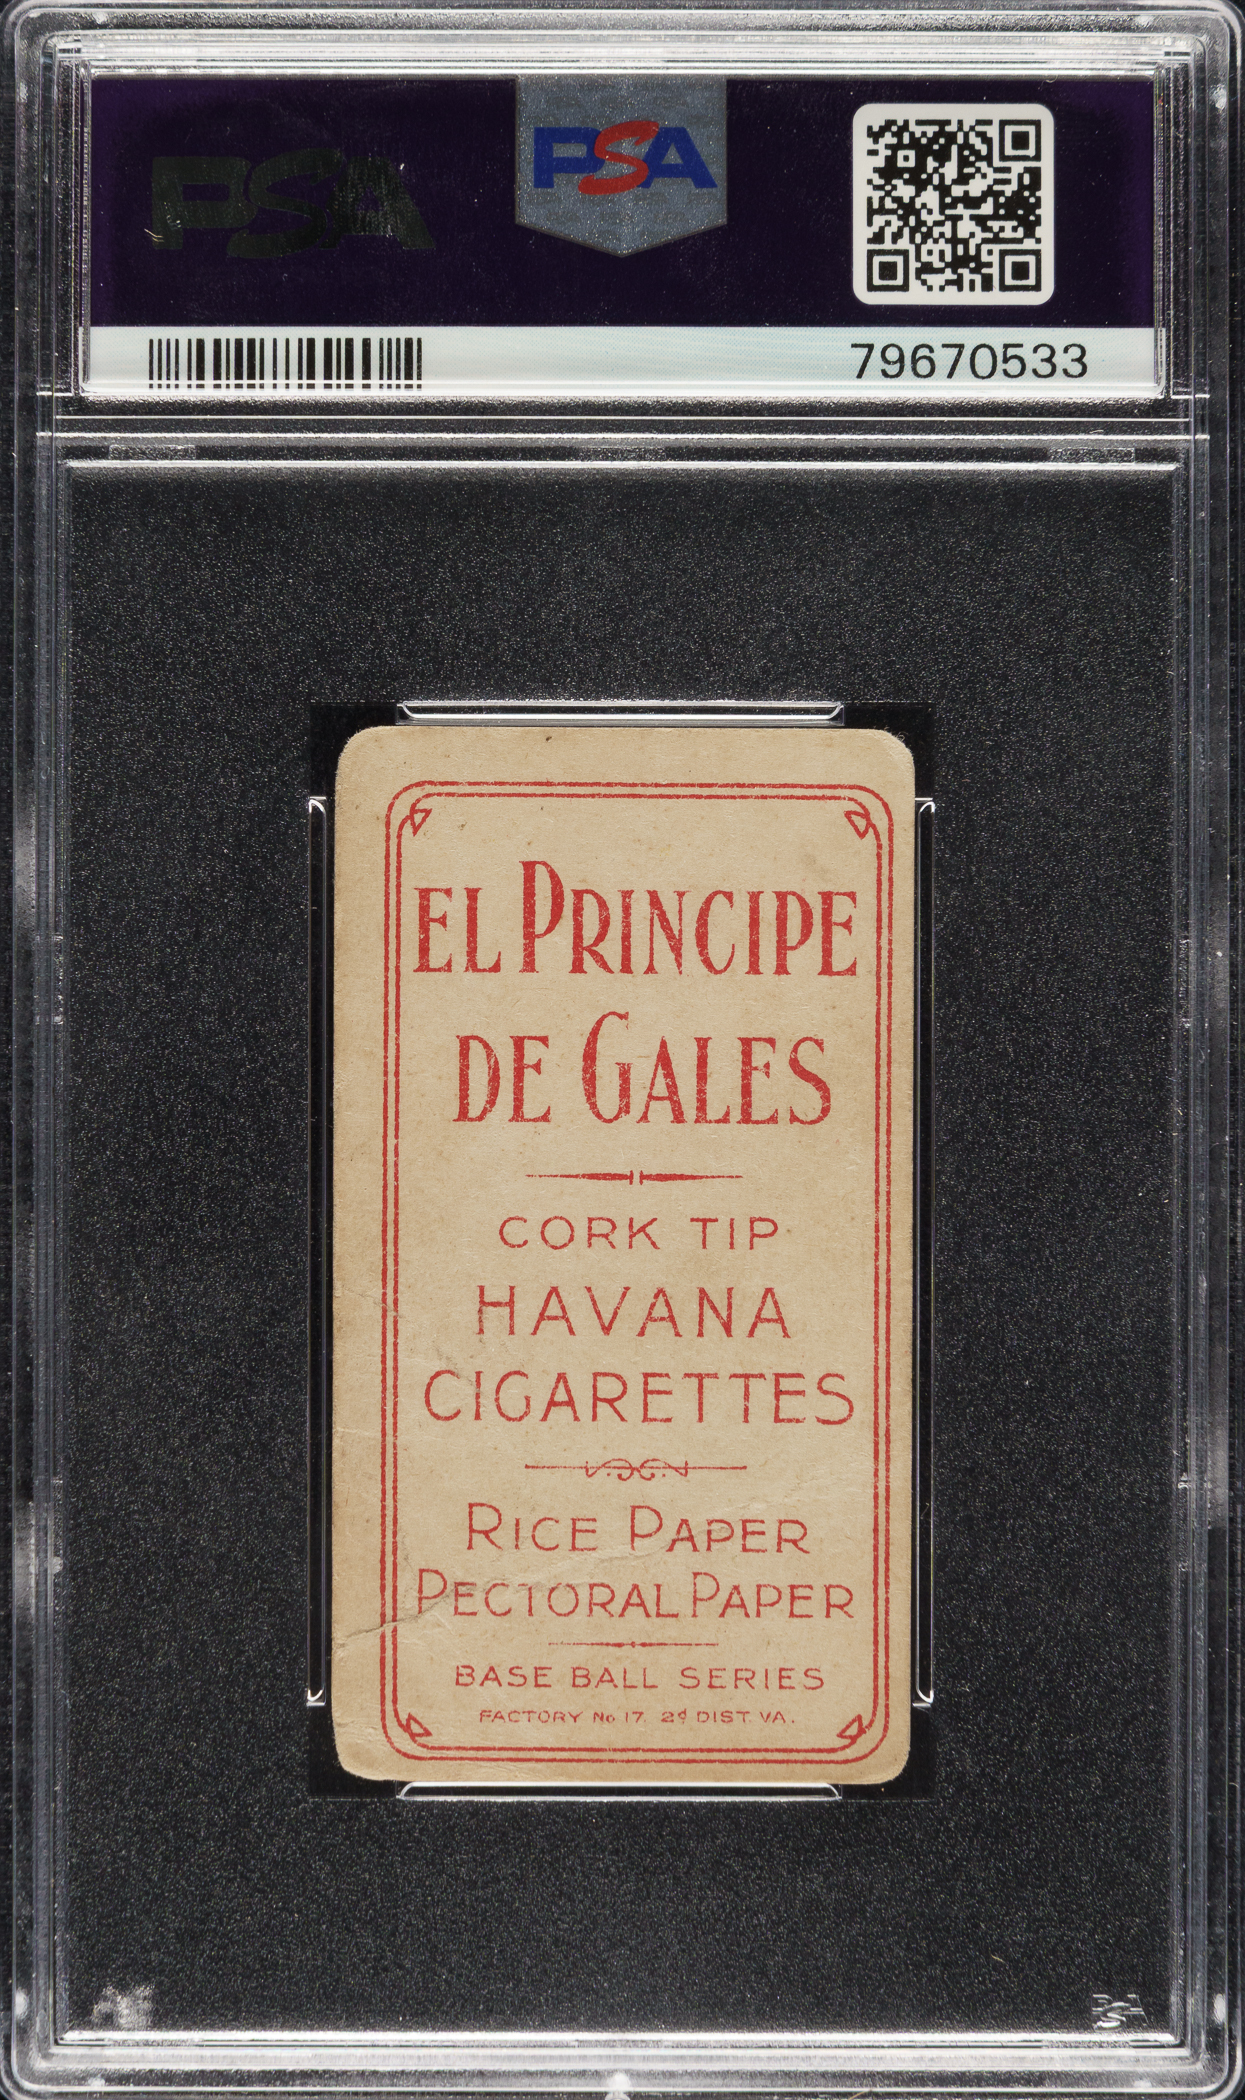 PSA
PSA
79670533
EL PRINCIPE
DE GALES
CORK TIP
HAVANA
CIGARETTES
RICE PAPER
PECTORAL PAPER
BASE BALL SERIES
FACTORY No 17. 2d DIST. VA.
PSA